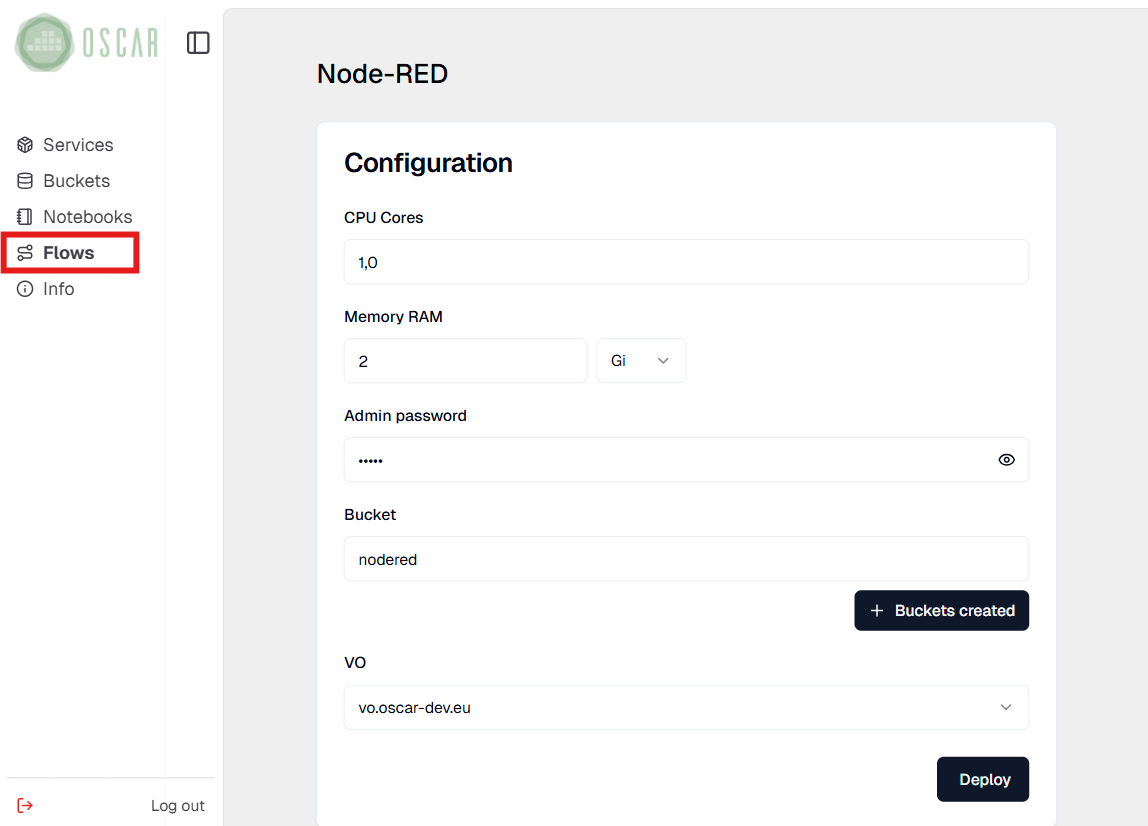 OSCAR
Services
Buckets
Notebooks
Flows
Info
Log out
Node-RED
Configuration
CPU Cores
1,0
Memory RAM
2
Gi
Admin password
•••••
Bucket
nodered
+ Buckets created
VO
vo.oscar-dev.eu
Deploy